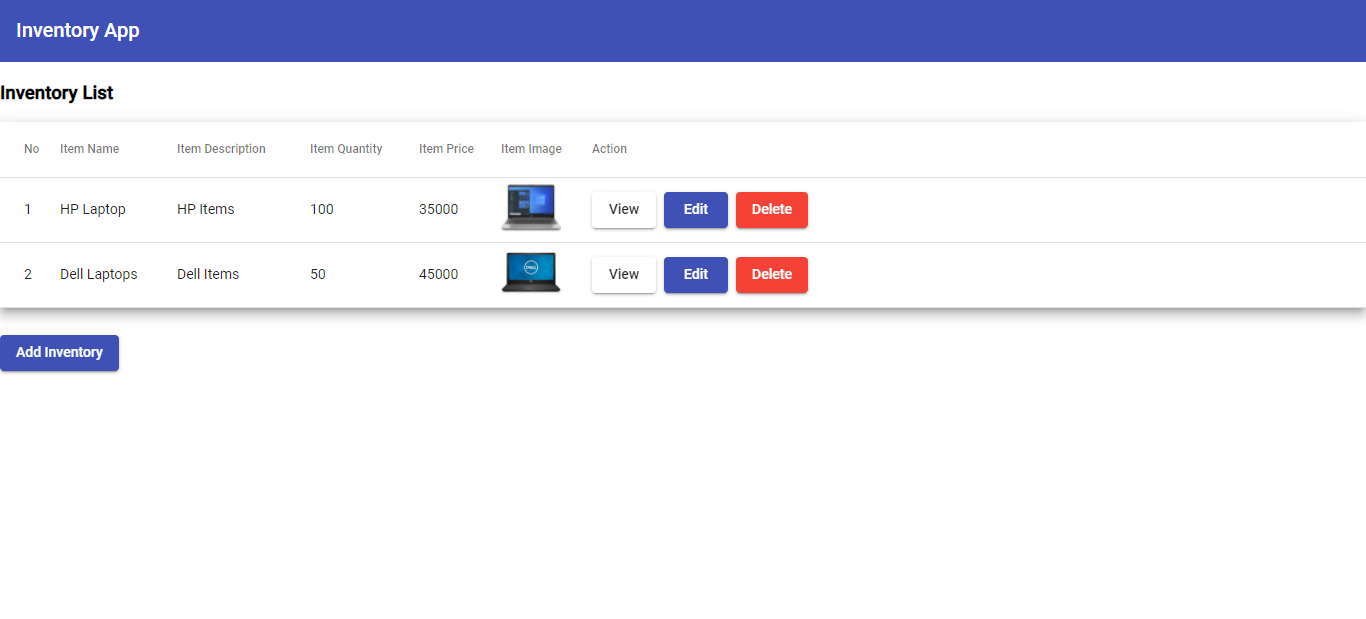 Inventory App
Inventory List
No Item Name Item Description Item Quantity Item Price Item Image Action
1 HP Laptop HP Items 100 35000 View Edit Delete
2 Dell Laptops Dell Items 50 45000 DELL View Edit Delete
Add Inventory